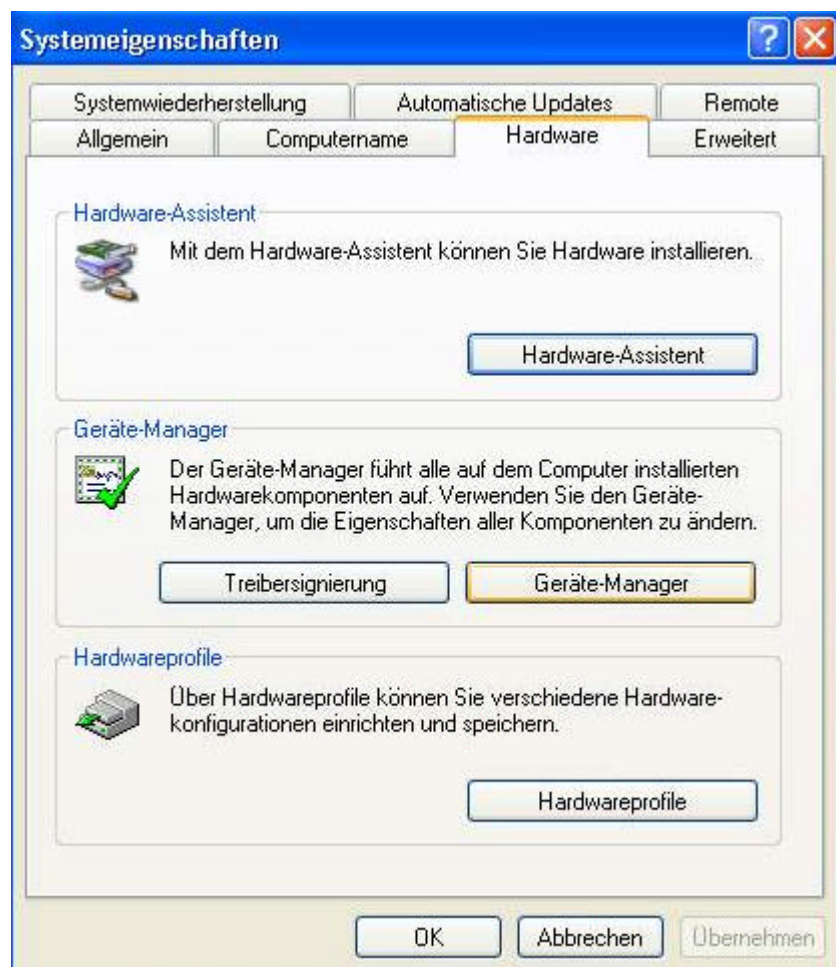 Systemeigenschaften
Systemwiederherstellung Automatische Updates Remote
Allgemein Computername Hardware Erweitert
Hardware-Assistent
Mit dem Hardware-Assistent können Sie Hardware installieren.
Hardware-Assistent
Geräte-Manager
Der Geräte-Manager führt alle auf dem Computer installierten
Hardwarekomponenten auf. Verwenden Sie den Geräte-
Manager, um die Eigenschaften aller Komponenten zu ändern.
Treibersignierung Geräte-Manager
Hardwareprofile
Über Hardwareprofile können Sie verschiedene Hardware-
konfigurationen einrichten und speichern.
Hardwareprofile
OK Abbrechen Übernehmen